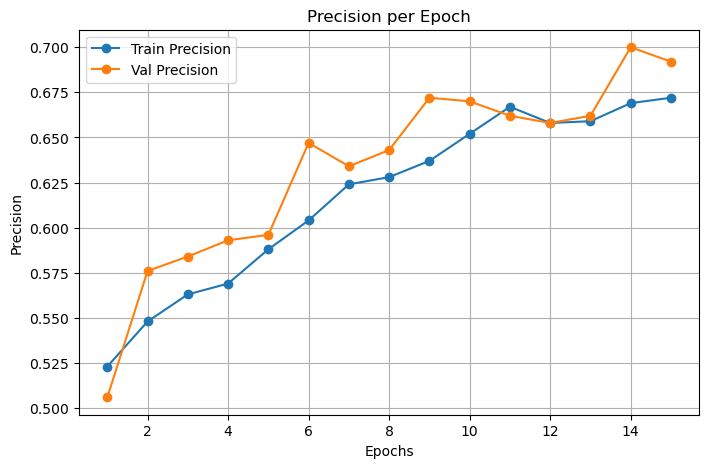 Precision per Epoch
Train Precision
Val Precision
Precision
0.700
0.675
0.650
0.625
0.600
0.575
0.550
0.525
0.500
2 4 6 8 10 12 14
Epochs